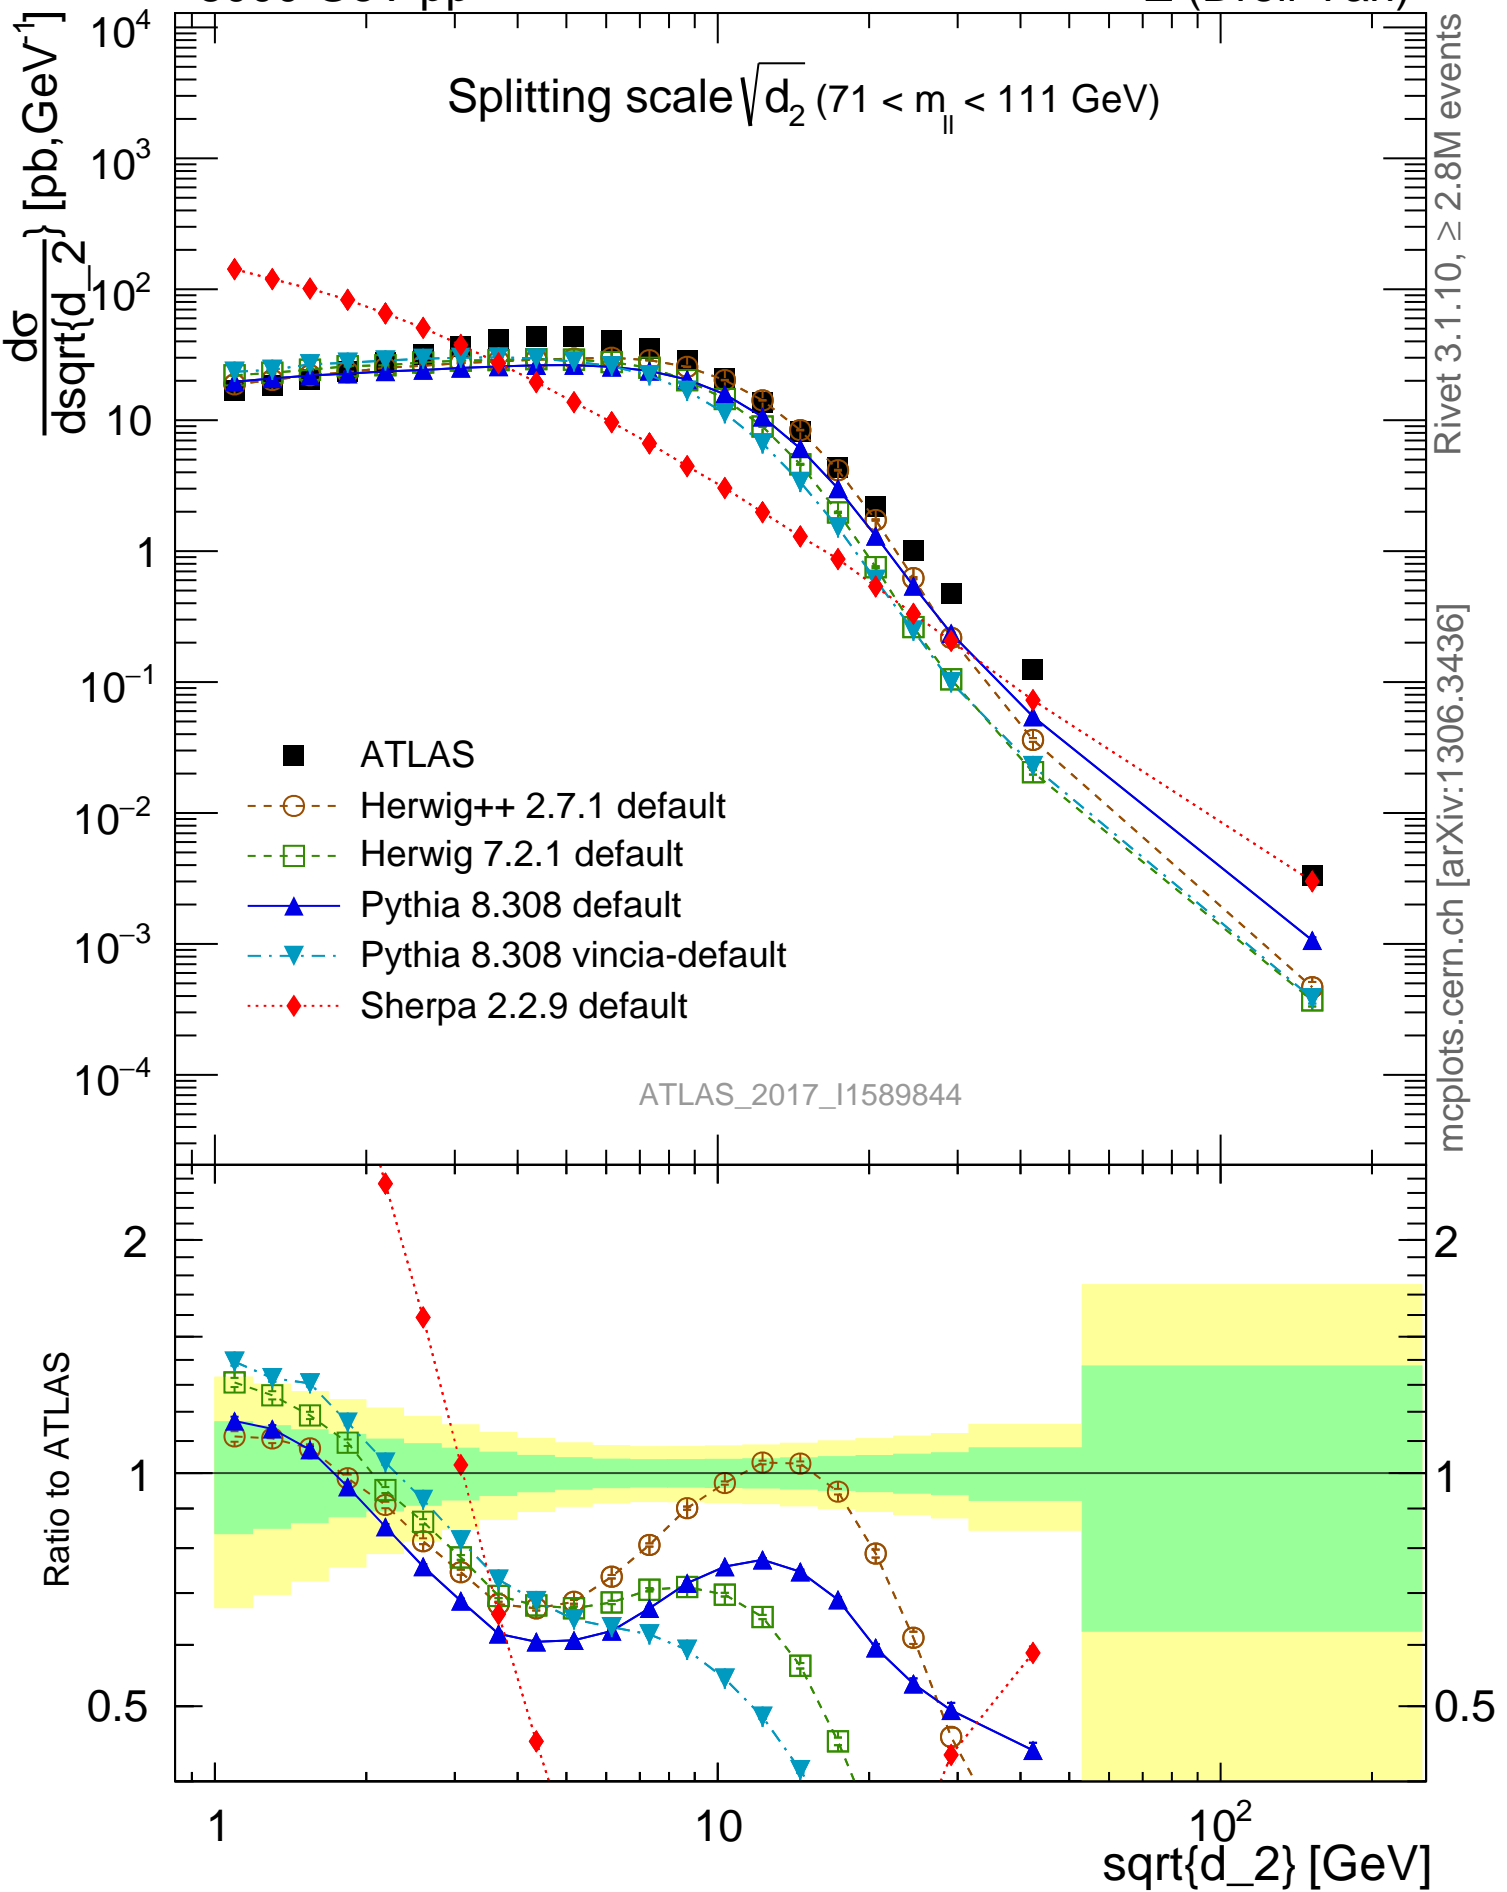 Splitting scale √d₂ (71 < mₗₗ < 111 GeV)
dσ
dsqrt{d_2} [pb,GeV⁻¹]
10⁴
10³
10²
10
1
10⁻¹
10⁻²
10⁻³
10⁻⁴
ATLAS
Herwig++ 2.7.1 default
Herwig 7.2.1 default
Pythia 8.308 default
Pythia 8.308 vincia-default
Sherpa 2.2.9 default
ATLAS_2017_I1589844
Rivet 3.1.10, ≥ 2.8M events
mcplots.cern.ch [arXiv:1306.3436]
Ratio to ATLAS
2
1
0.5
2
1
0.5
1
10
10²
sqrt{d_2} [GeV]